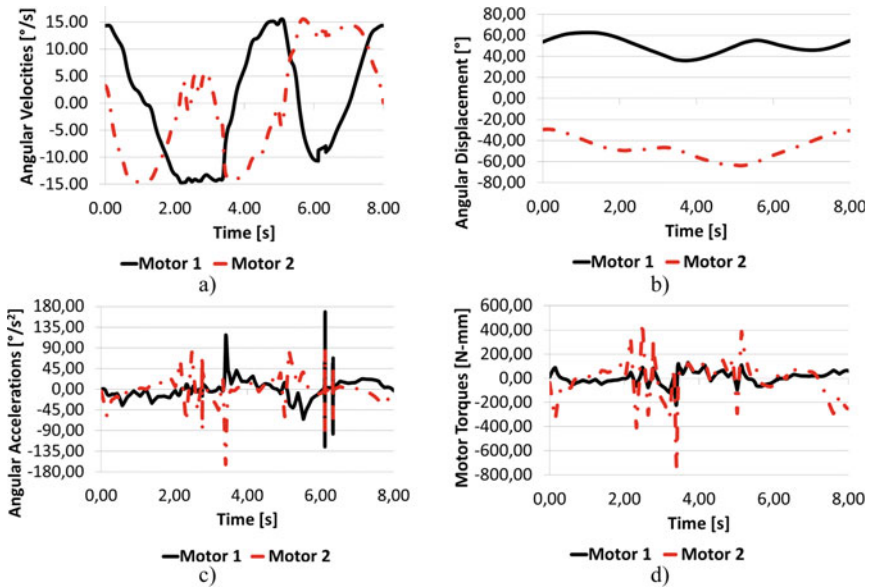 Angular Velocities [°/s]
15.00
10.00
5.00
0.00
-5.00
-10.00
-15.00
0.00 2.00 4.00 6.00 8.00
Time [s]
Motor 1 Motor 2
a)
Angular Displacement [°]
80,00
60,00
40,00
20,00
0,00
-20,00
-40,00
-60,00
-80,00
0,00 2,00 4,00 6,00 8,00
Time [s]
Motor 1 Motor 2
b)
Angular Accelerations [°/s²]
180,00
135,00
90,00
45,00
0,00
-45,00
-90,00
-135,00
-180,00
0,00 2,00 4,00 6,00 8,00
Time [s]
Motor 1 Motor 2
c)
Motor Torques [N-mm]
600,00
400,00
200,00
0,00
-200,00
-400,00
-600,00
-800,00
0,00 2,00 4,00 6,00 8,00
Time [s]
Motor 1 Motor 2
d)